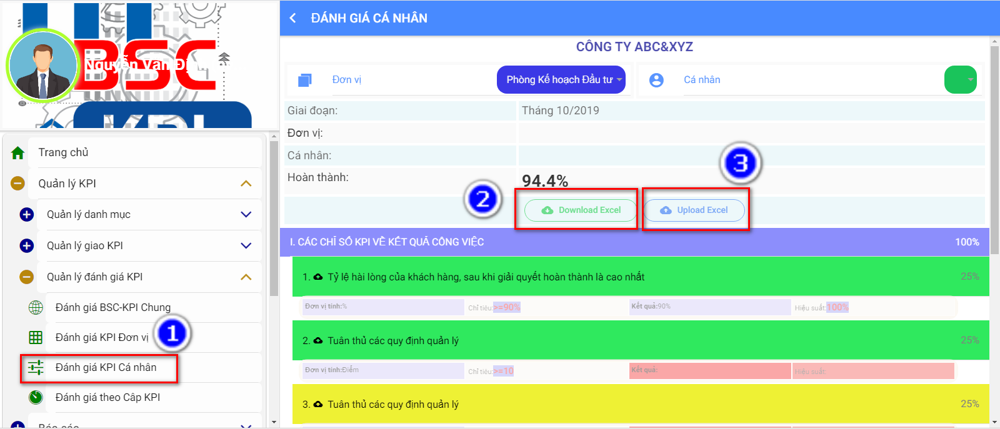 BSC
Nguyễn Văn Đị
KPI
Trang chủ
Quản lý KPI
Quản lý danh mục
Quản lý giao KPI
Quản lý đánh giá KPI
Đánh giá BSC-KPI Chung
Đánh giá KPI Đơn vị
1
Đánh giá KPI Cá nhân
Đánh giá theo Cấp KPI
Báo cáo
ĐÁNH GIÁ CÁ NHÂN
CÔNG TY ABC&XYZ
Đơn vị
Phòng Kế hoạch Đầu tư
Cá nhân
Giai đoạn:
Tháng 10/2019
Đơn vị:
Cá nhân:
Hoàn thành:
94.4%
2
3
Download Excel
Upload Excel
I. CÁC CHỈ SỐ KPI VỀ KẾT QUẢ CÔNG VIỆC 100%
1. Tỷ lệ hài lòng của khách hàng, sau khi giải quyết hoàn thành là cao nhất 25%
Đơn vị tính:% Chỉ tiêu:>=90% Kết quả:90% Hiệu suất:100%
2. Tuân thủ các quy định quản lý 25%
Đơn vị tính:Điểm Chỉ tiêu:>=10 Kết quả: Hiệu suất:
3. Tuân thủ các quy định quản lý 25%